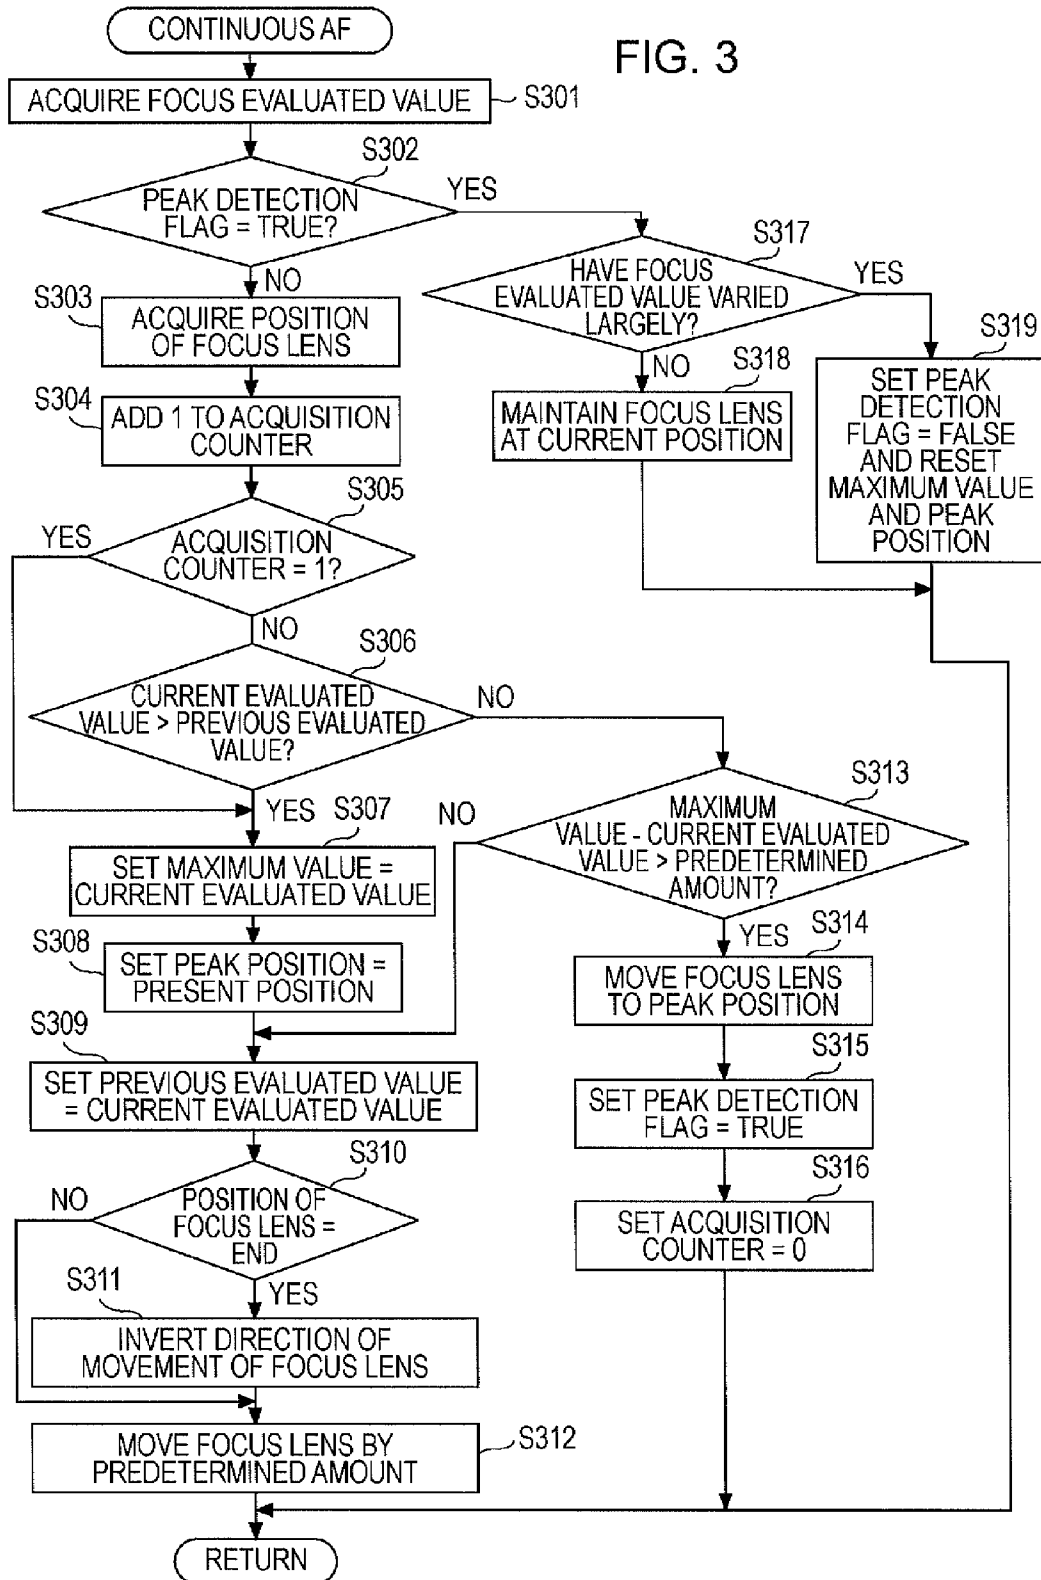 CONTINUOUS AF
FIG. 3
ACQUIRE FOCUS EVALUATED VALUE
S301
S302
PEAK DETECTION
FLAG = TRUE?
YES
NO
S317
HAVE FOCUS
EVALUATED VALUE VARIED
LARGELY?
YES
NO
S303
ACQUIRE POSITION
OF FOCUS LENS
S318
MAINTAIN FOCUS LENS
AT CURRENT POSITION
S319
SET PEAK
DETECTION
FLAG = FALSE
AND RESET
MAXIMUM VALUE
AND PEAK
POSITION
S304
ADD 1 TO ACQUISITION
COUNTER
S305
YES
ACQUISITION
COUNTER = 1?
NO
S306
CURRENT EVALUATED
VALUE > PREVIOUS EVALUATED
VALUE?
NO
YES
S313
NO
MAXIMUM
VALUE - CURRENT EVALUATED
VALUE > PREDETERMINED
AMOUNT?
YES
S307
SET MAXIMUM VALUE =
CURRENT EVALUATED VALUE
S308
SET PEAK POSITION =
PRESENT POSITION
S314
MOVE FOCUS LENS
TO PEAK POSITION
S309
SET PREVIOUS EVALUATED VALUE
= CURRENT EVALUATED VALUE
S315
SET PEAK DETECTION
FLAG = TRUE
S310
NO
POSITION OF
FOCUS LENS =
END
YES
S316
SET ACQUISITION
COUNTER = 0
S311
INVERT DIRECTION OF
MOVEMENT OF FOCUS LENS
MOVE FOCUS LENS BY
PREDETERMINED AMOUNT
S312
RETURN